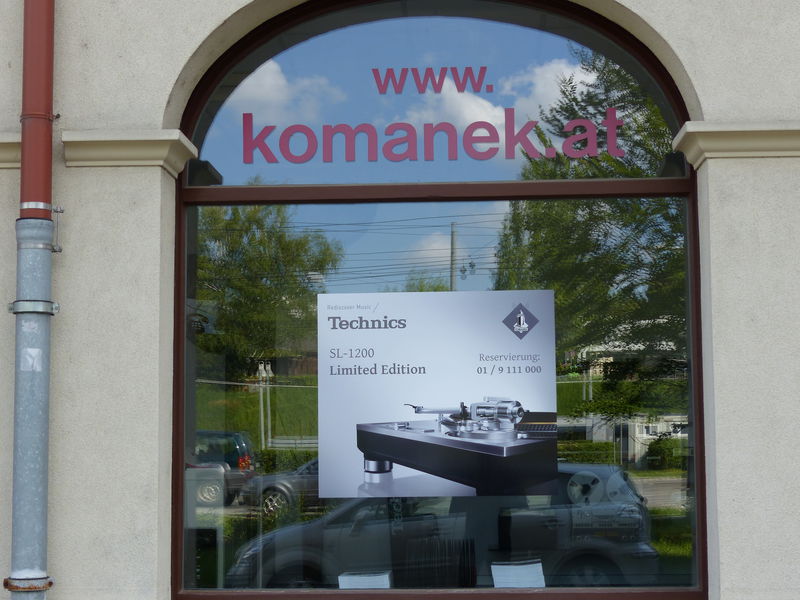 www.
komanek.at
Rediscover Music /
Technics
SL-1200
Limited Edition
Reservierung:
01 / 9 111 000